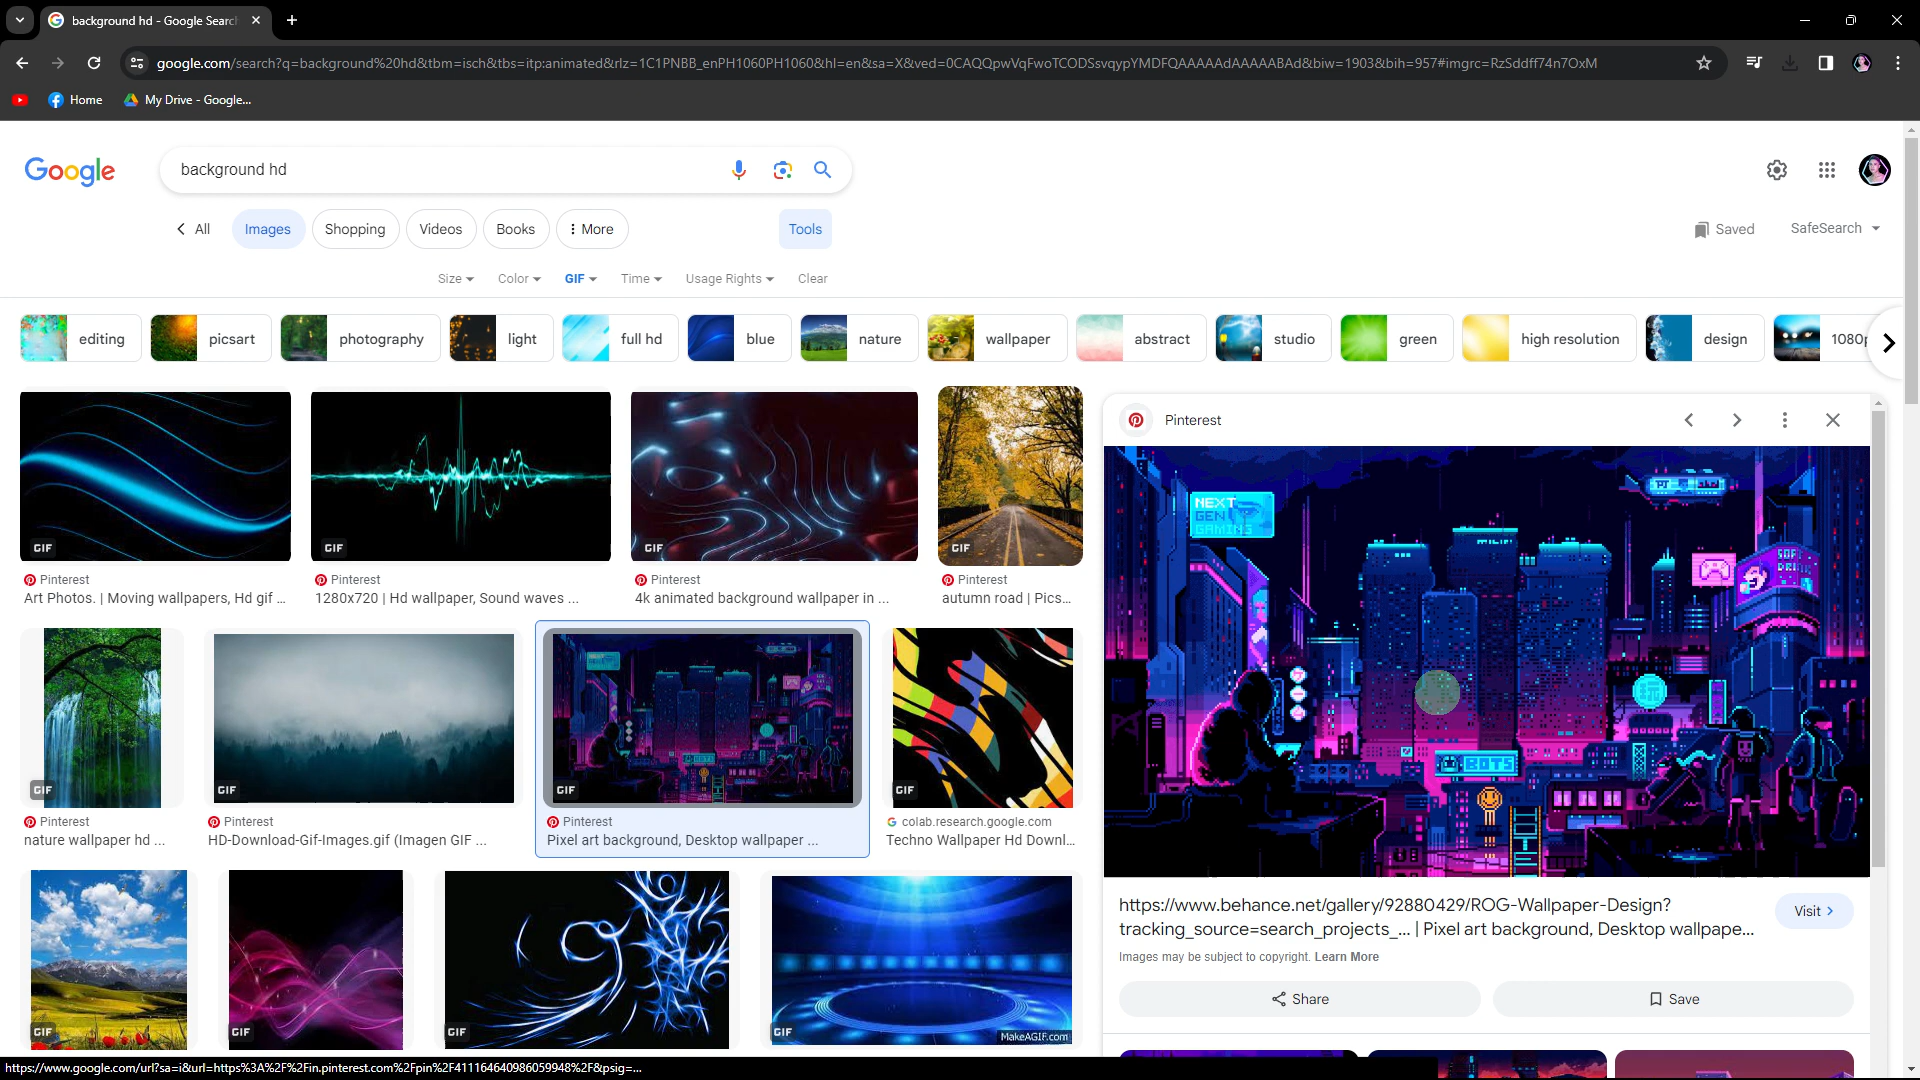 background hd - Google Search
google.com/search?q=background%20hd&tbm=isch&tbs=itp:animated&rlz=1C1PNBB_enPH1060PH1060&hl=en&sa=X&ved=0CAQQpwVqFwoTCODSsvqypYMDFQAAAAAdAAAAABAd&biw=1903&bih=957#imgrc=RzSddff74n7OxM
Home
My Drive - Google...
Google
background hd
All
Images
Shopping
Videos
Books
More
Tools
Saved
SafeSearch
Size
Color
GIF
Time
Usage Rights
Clear
editing
picsart
photography
light
full hd
blue
nature
wallpaper
abstract
studio
green
high resolution
design
1080p
GIF
GIF
GIF
GIF
Pinterest
Art Photos. | Moving wallpapers, Hd gif ...
Pinterest
1280x720 | Hd wallpaper, Sound waves ...
Pinterest
4k animated background wallpaper in ...
Pinterest
autumn road | Pics...
GIF
GIF
GIF
GIF
Pinterest
nature wallpaper hd ...
Pinterest
HD-Download-Gif-Images.gif (Imagen GIF ...
Pinterest
Pixel art background, Desktop wallpaper ...
colab.research.google.com
Techno Wallpaper Hd Downl...
GIF
GIF
GIF
GIF
MakeAGIF.com
Pinterest
NEXT
GEN
GAMING
BOTS
HOTE
https://www.behance.net/gallery/92880429/ROG-Wallpaper-Design?
tracking_source=search_projects_... | Pixel art background, Desktop wallpape...
Visit
Images may be subject to copyright. Learn More
Share
Save
https://www.google.com/url?sa=i&url=https%3A%2F%2Fin.pinterest.com%2Fpin%2F411164640986059948%2F&psig=...